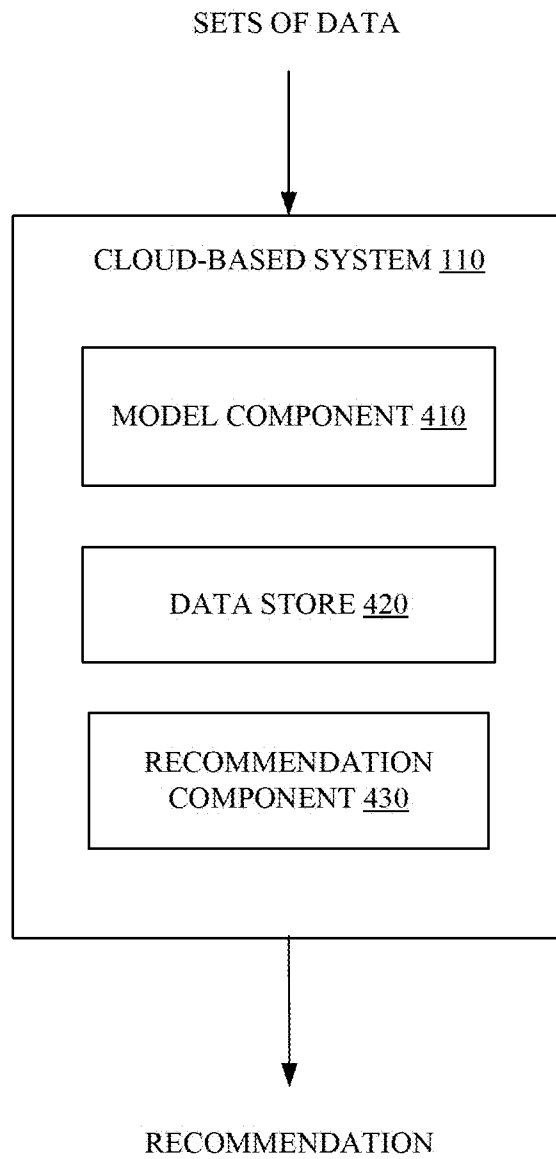 SETS OF DATA
CLOUD-BASED SYSTEM 110
MODEL COMPONENT 410
DATA STORE 420
RECOMMENDATION
COMPONENT 430
RECOMMENDATION